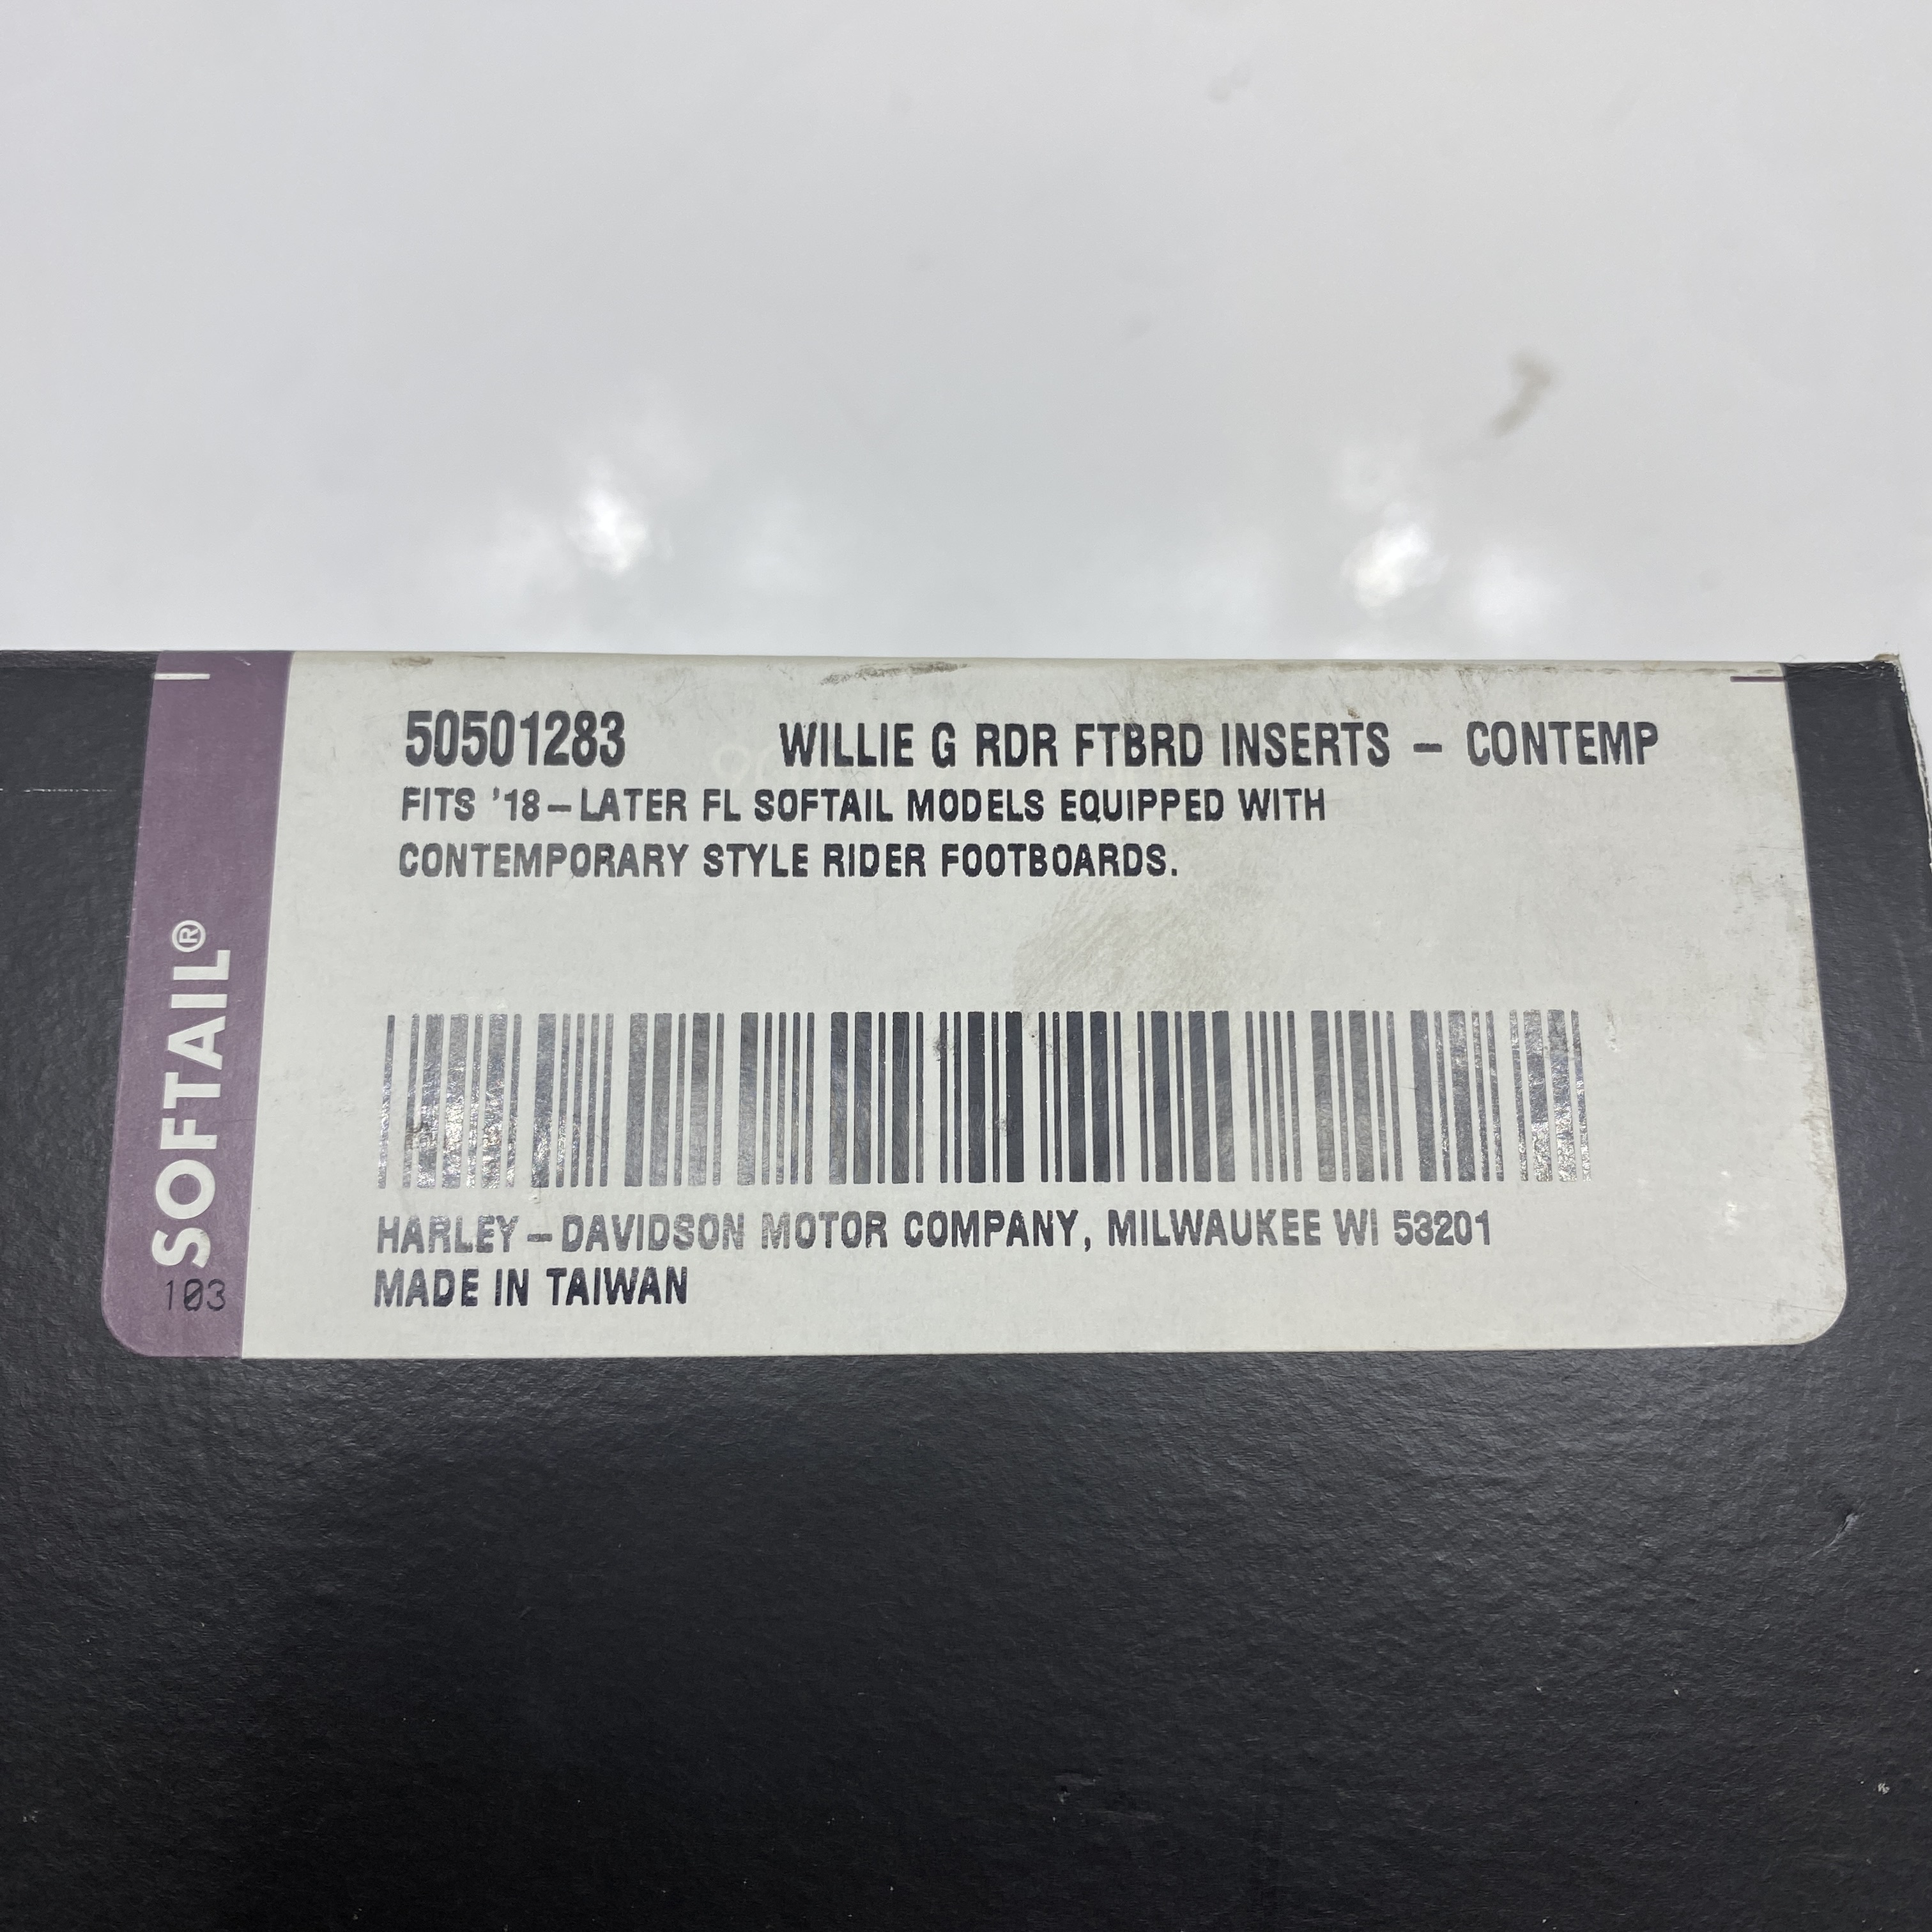 50501283 WILLIE G RDR FTBRD INSERTS – CONTEMP
FITS '18–LATER FL SOFTAIL MODELS EQUIPPED WITH
CONTEMPORARY STYLE RIDER FOOTBOARDS.
HARLEY–DAVIDSON MOTOR COMPANY, MILWAUKEE WI 53201
MADE IN TAIWAN
SOFTAIL®
103